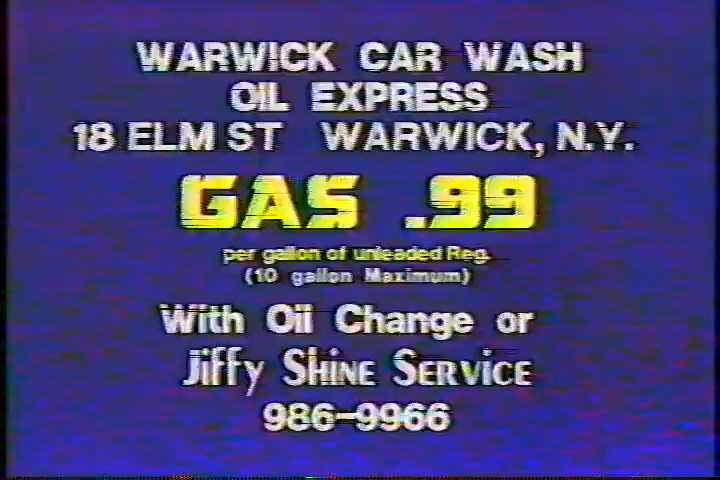 WARWICK CAR WASH
OIL EXPRESS
18 ELM ST WARWICK, N.Y.
GAS .99
per gallon of unleaded Reg.
(10 gallon Maximum)
With Oil Change or
Jiffy Shine Service
986-9966